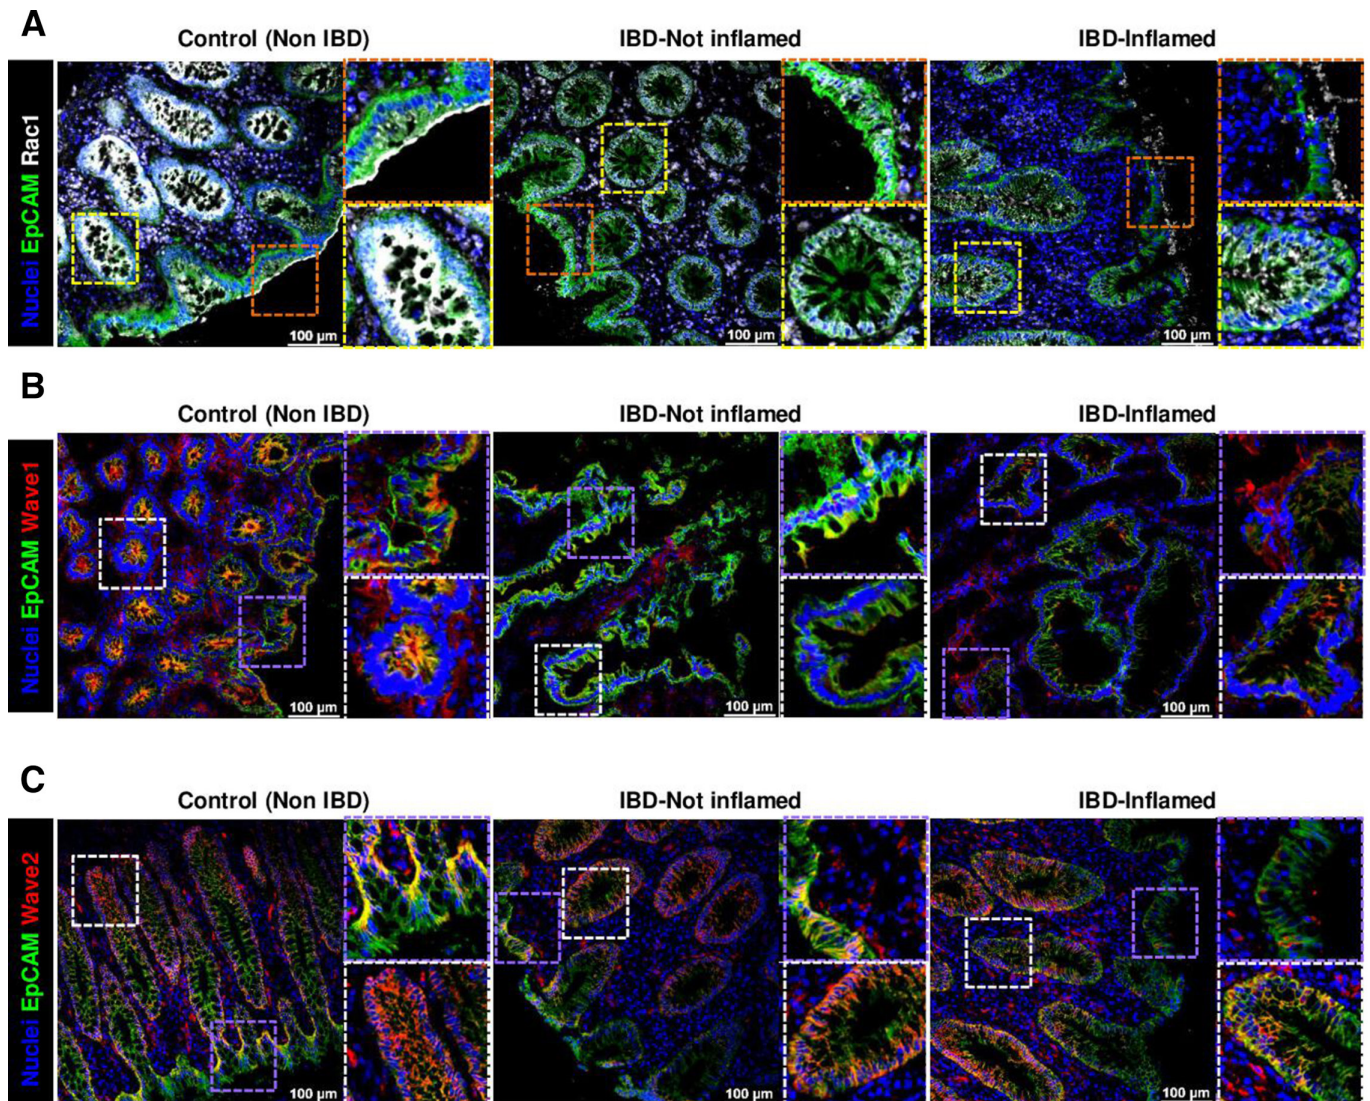 A
Control (Non IBD)
IBD-Not inflamed
IBD-Inflamed
Nuclei EpCAM Rac1
100 µm
100 µm
100 µm
B
Control (Non IBD)
IBD-Not inflamed
IBD-Inflamed
Nuclei EpCAM Wave1
100 µm
100 µm
100 µm
C
Control (Non IBD)
IBD-Not inflamed
IBD-Inflamed
Nuclei EpCAM Wave2
100 µm
100 µm
100 µm